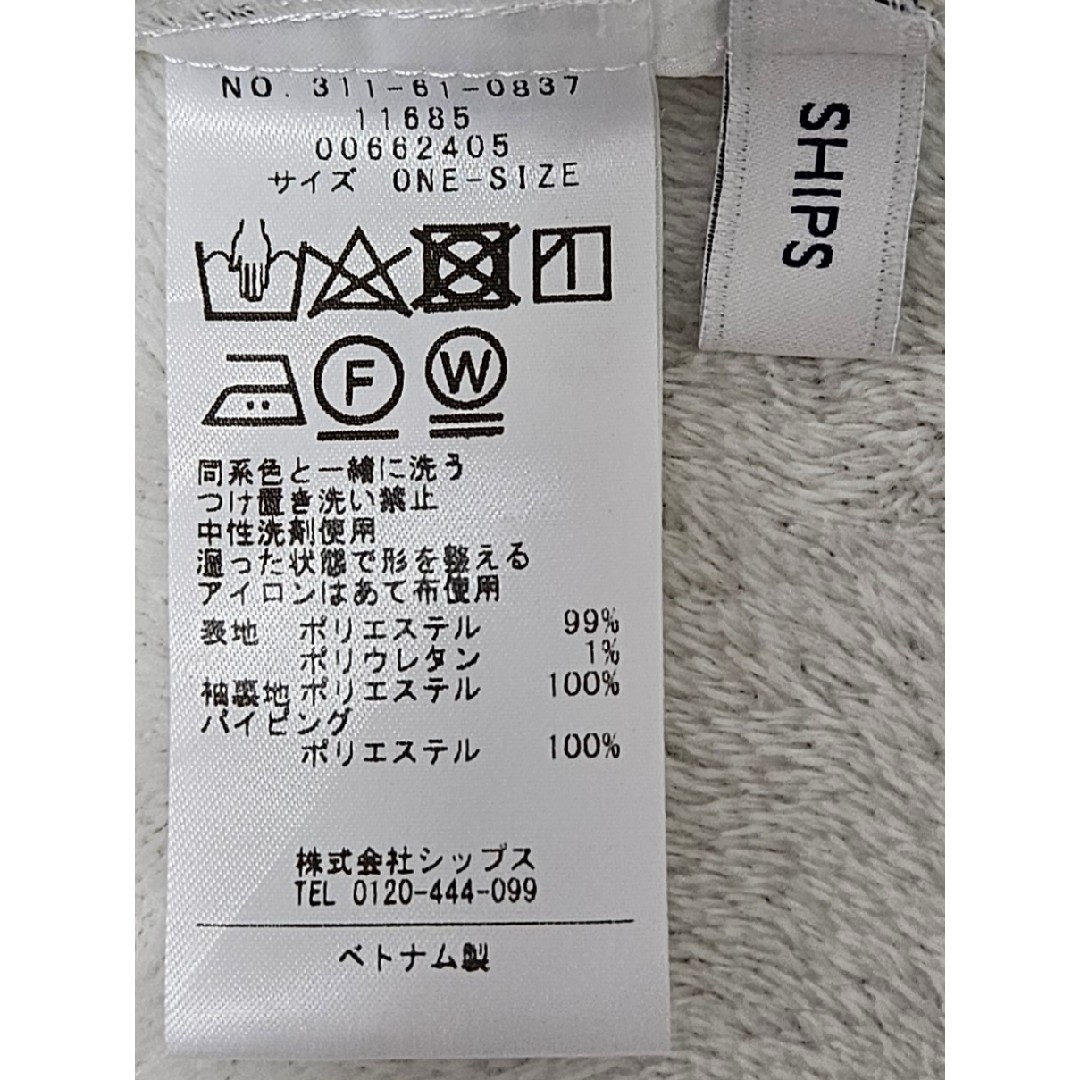 NO. 311-61-0837
11685
00662405
サイズ ONE-SIZE
F W
同系色と一緒に洗う
つけ置き洗い禁止
中性洗剤使用
湿った状態で形を整える
アイロンはあて布使用
表地 ポリエステル 99%
ポリウレタン 1%
袖裏地 ポリエステル 100%
パイピング
ポリエステル 100%
株式会社シップス
TEL 0120-444-099
ベトナム製
SHIPS